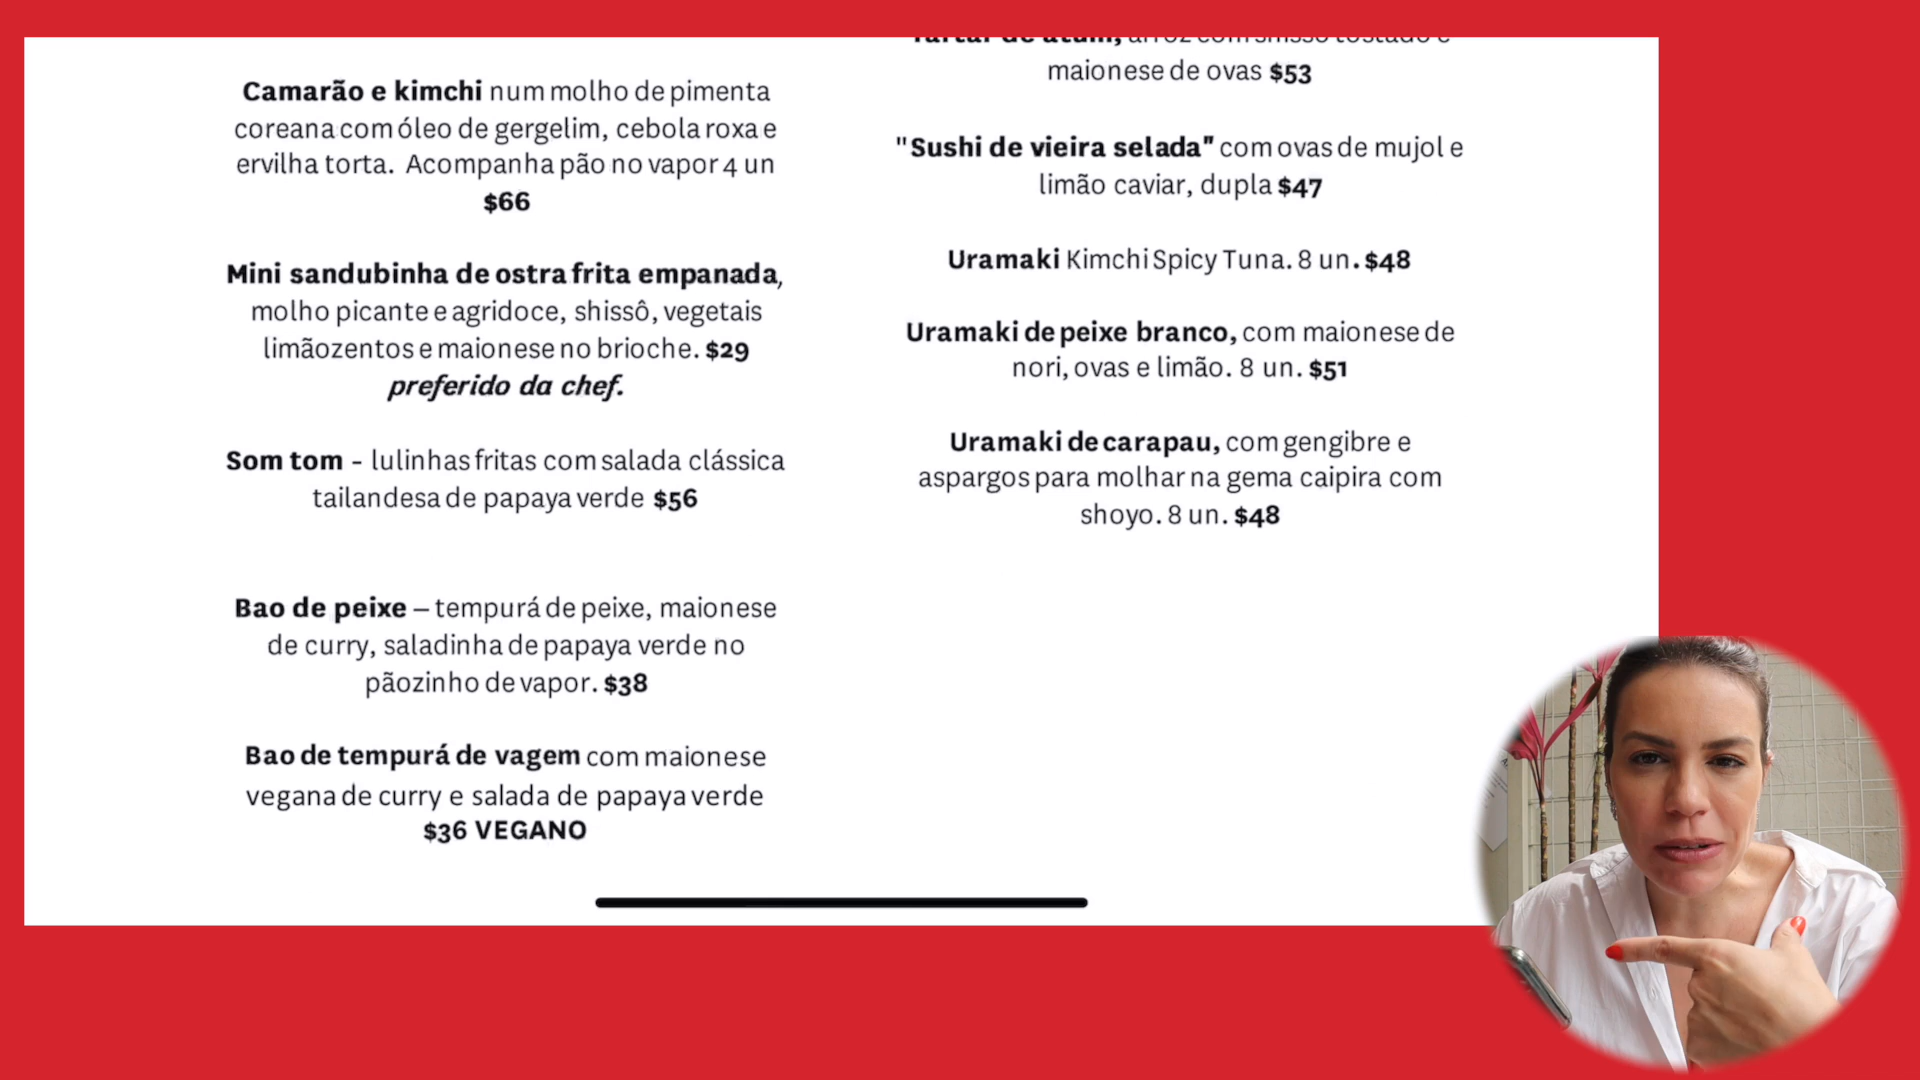 Camarão e kimchi num molho de pimenta
coreana com óleo de gergelim, cebola roxa e
ervilha torta. Acompanha pão no vapor 4 un
$66
Mini sandubinha de ostra frita empanada,
molho picante e agridoce, shissô, vegetais
limãozentos e maionese no brioche. $29
preferido da chef.
Som tom - lulinhas fritas com salada clássica
tailandesa de papaya verde $56
Bao de peixe – tempurá de peixe, maionese
de curry, saladinha de papaya verde no
pãozinho de vapor. $38
Bao de tempurá de vagem com maionese
vegana de curry e salada de papaya verde
$36 VEGANO
Tartar de atum, arroz com shisso tostado e
maionese de ovas $53
"Sushi de vieira selada" com ovas de mujol e
limão caviar, dupla $47
Uramaki Kimchi Spicy Tuna. 8 un. $48
Uramaki de peixe branco, com maionese de
nori, ovas e limão. 8 un. $51
Uramaki de carapau, com gengibre e
aspargos para molhar na gema caipira com
shoyo. 8 un. $48